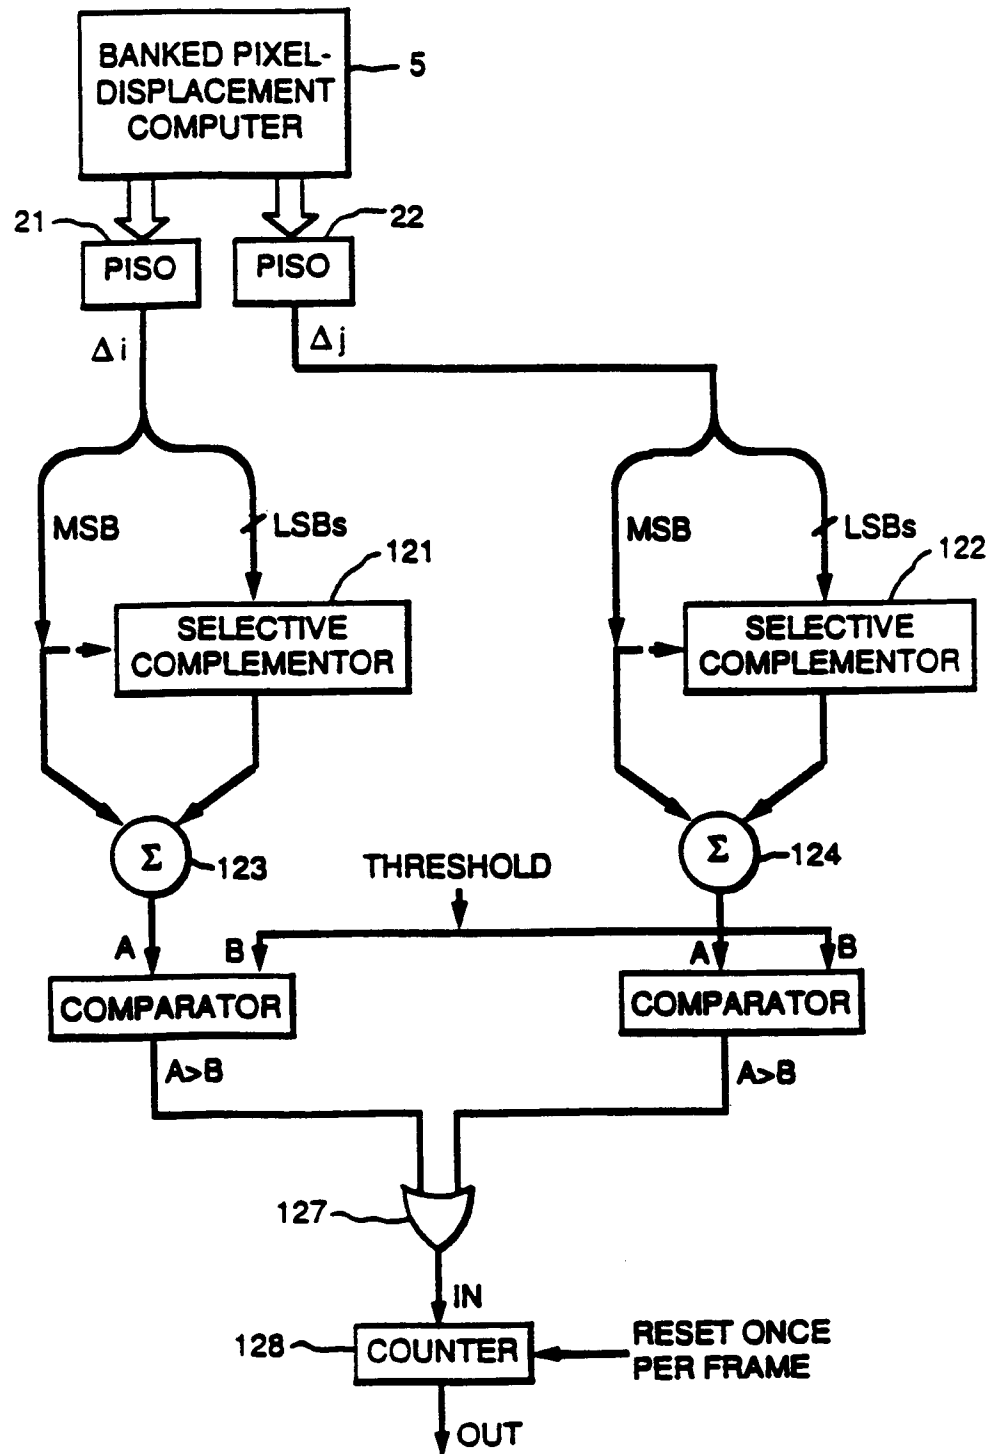 BANKED PIXEL-
DISPLACEMENT
COMPUTER
5
21
22
PISO
PISO
Δi
Δj
MSB
LSBs
MSB
LSBs
121
122
SELECTIVE
COMPLEMENTOR
SELECTIVE
COMPLEMENTOR
Σ
123
Σ
124
THRESHOLD
A
B
A
B
COMPARATOR
COMPARATOR
A>B
A>B
127
IN
128
COUNTER
RESET ONCE
PER FRAME
OUT